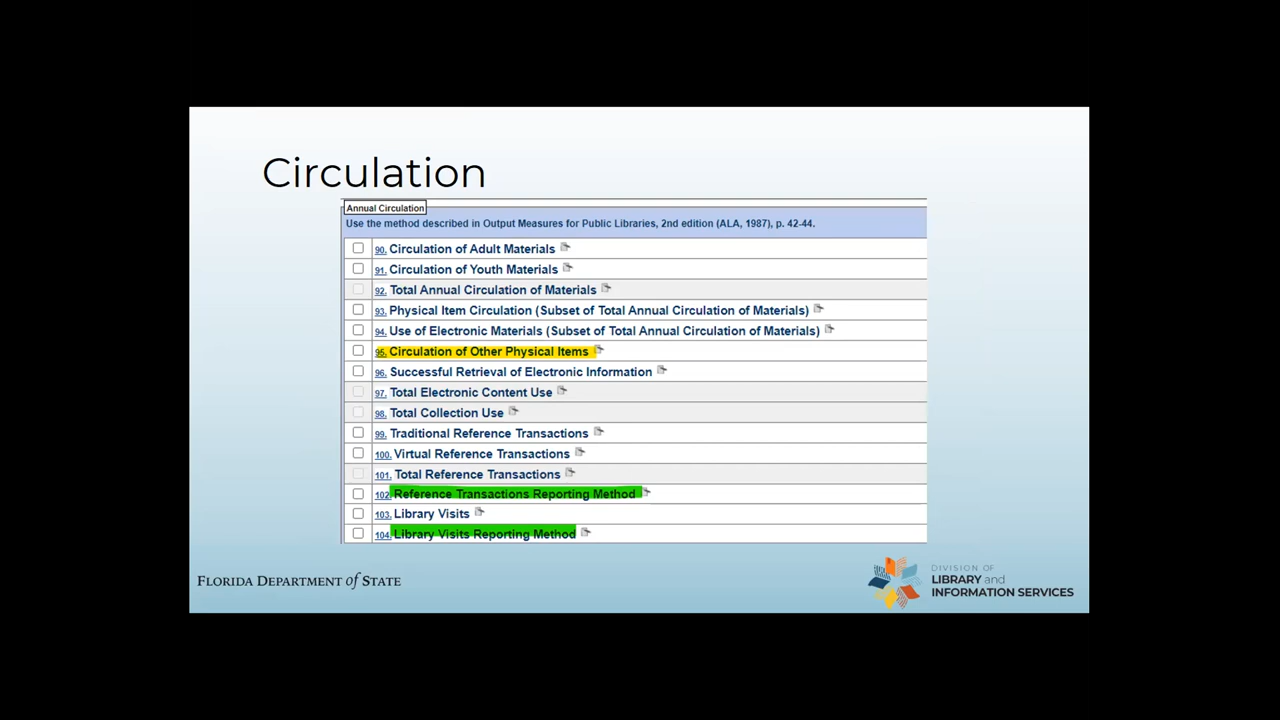 Circulation
Annual Circulation
Use the method described in Output Measures for Public Libraries, 2nd edition (ALA, 1987), p. 42-44.
90. Circulation of Adult Materials
91. Circulation of Youth Materials
92. Total Annual Circulation of Materials
93. Physical Item Circulation (Subset of Total Annual Circulation of Materials)
94. Use of Electronic Materials (Subset of Total Annual Circulation of Materials)
95. Circulation of Other Physical Items
96. Successful Retrieval of Electronic Information
97. Total Electronic Content Use
98. Total Collection Use
99. Traditional Reference Transactions
100. Virtual Reference Transactions
101. Total Reference Transactions
102. Reference Transactions Reporting Method
103. Library Visits
104. Library Visits Reporting Method
FLORIDA DEPARTMENT of STATE
DIVISION OF
LIBRARY and
INFORMATION SERVICES